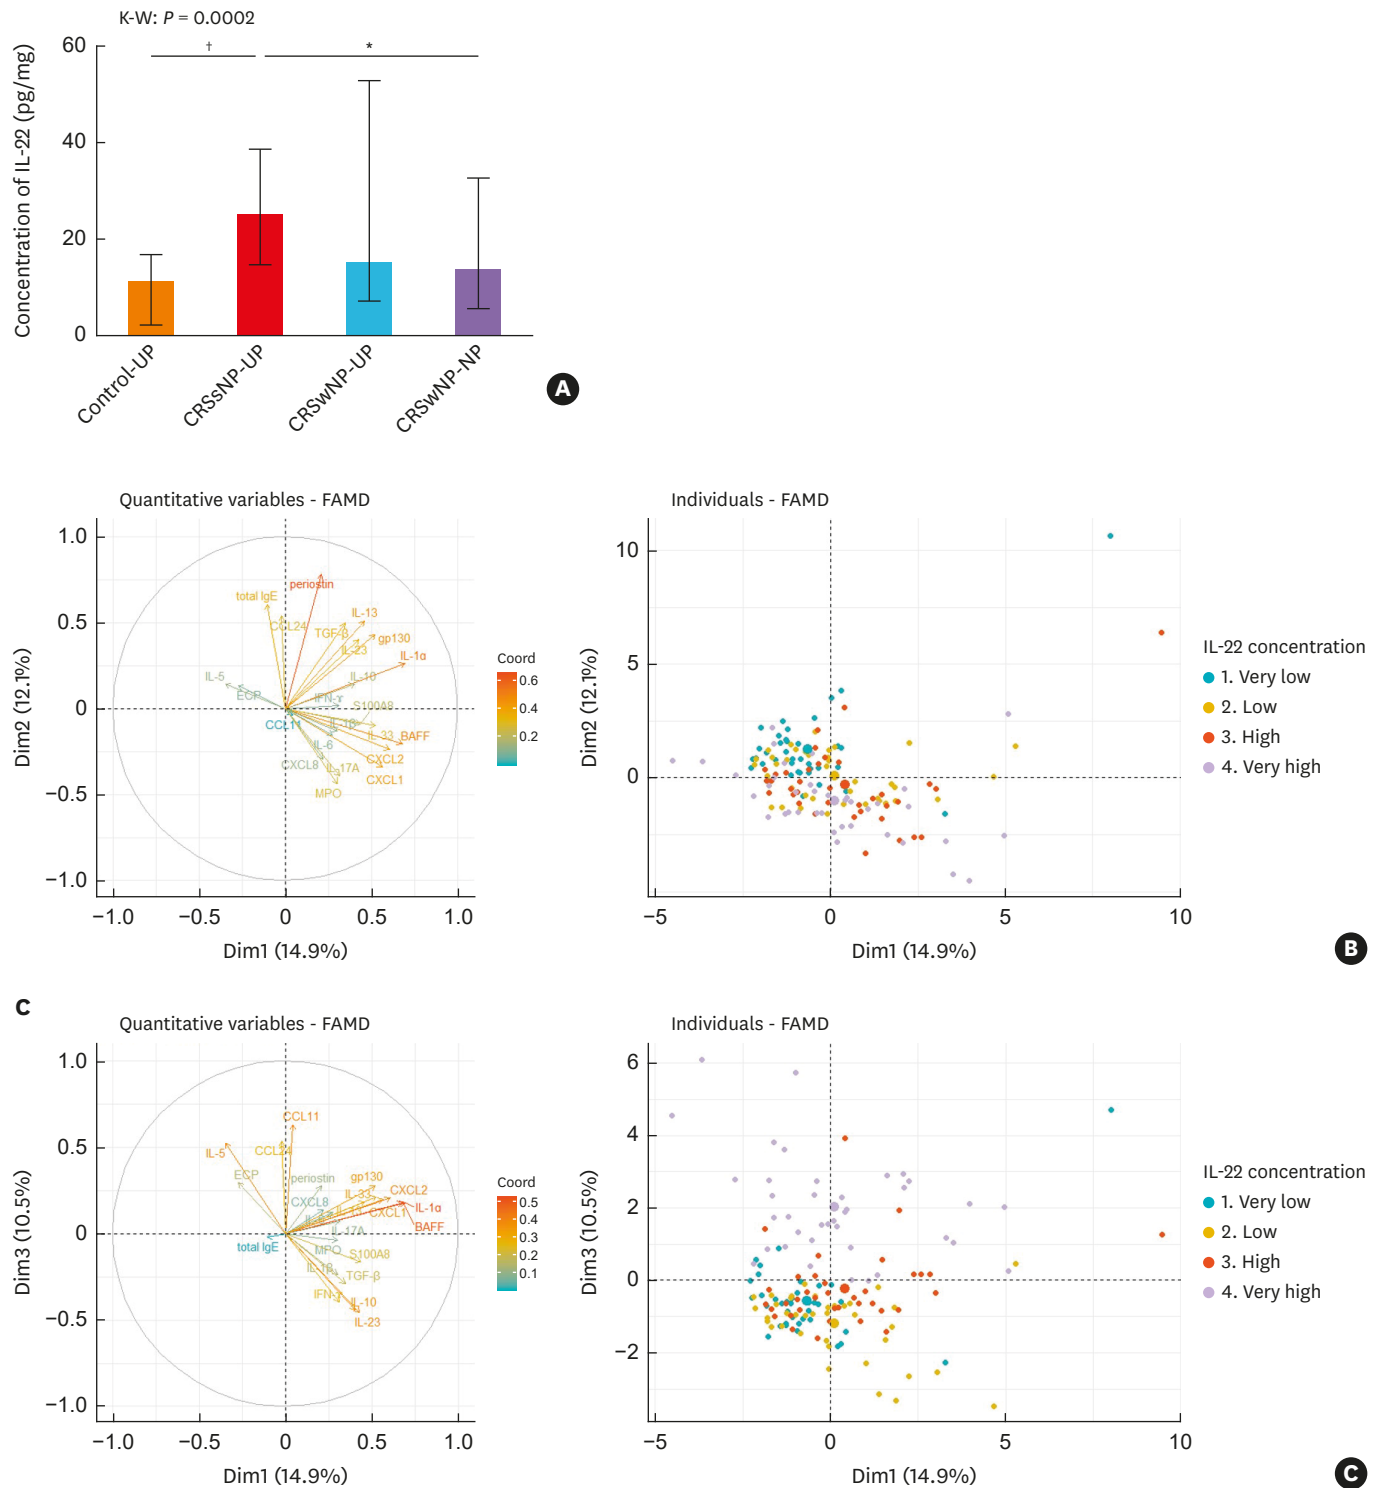 K-W: P = 0.0002
Concentration of IL-22 (pg/mg)
60
40
20
0
†
*
Control-UP
CRSsNP-UP
CRSwNP-UP
CRSwNP-NP
A
Quantitative variables - FAMD
Dim2 (12.1%)
1.0
0.5
0
−0.5
−1.0
periostin
total IgE
CCL24
IL-13
TGF-β
gp130
IL-23
IL-1α
IL-5
IL-10
ECP
IFN-γ
S100A8
CCL11
IL-1β
IL-33
BAFF
IL-6
CXCL2
CXCL8
IL-17A
CXCL1
MPO
−1.0
−0.5
0
0.5
1.0
Dim1 (14.9%)
Coord
0.6
0.4
0.2
Individuals - FAMD
Dim2 (12.1%)
10
5
0
−5
0
5
10
Dim1 (14.9%)
IL-22 concentration
1. Very low
2. Low
3. High
4. Very high
B
C
Quantitative variables - FAMD
Dim3 (10.5%)
1.0
0.5
0
−0.5
−1.0
CCL11
IL-5
CCL24
ECP
periostin
gp130
IL-33
CXCL2
CXCL8
IL-1α
CXCL1
BAFF
IL-17A
total IgE
MPO
S100A8
IL-1β
TGF-β
IFN-γ
IL-10
IL-23
−1.0
−0.5
0
0.5
1.0
Dim1 (14.9%)
Coord
0.5
0.4
0.3
0.2
0.1
Individuals - FAMD
Dim3 (10.5%)
6
4
2
0
−2
−5
0
5
10
Dim1 (14.9%)
IL-22 concentration
1. Very low
2. Low
3. High
4. Very high
C